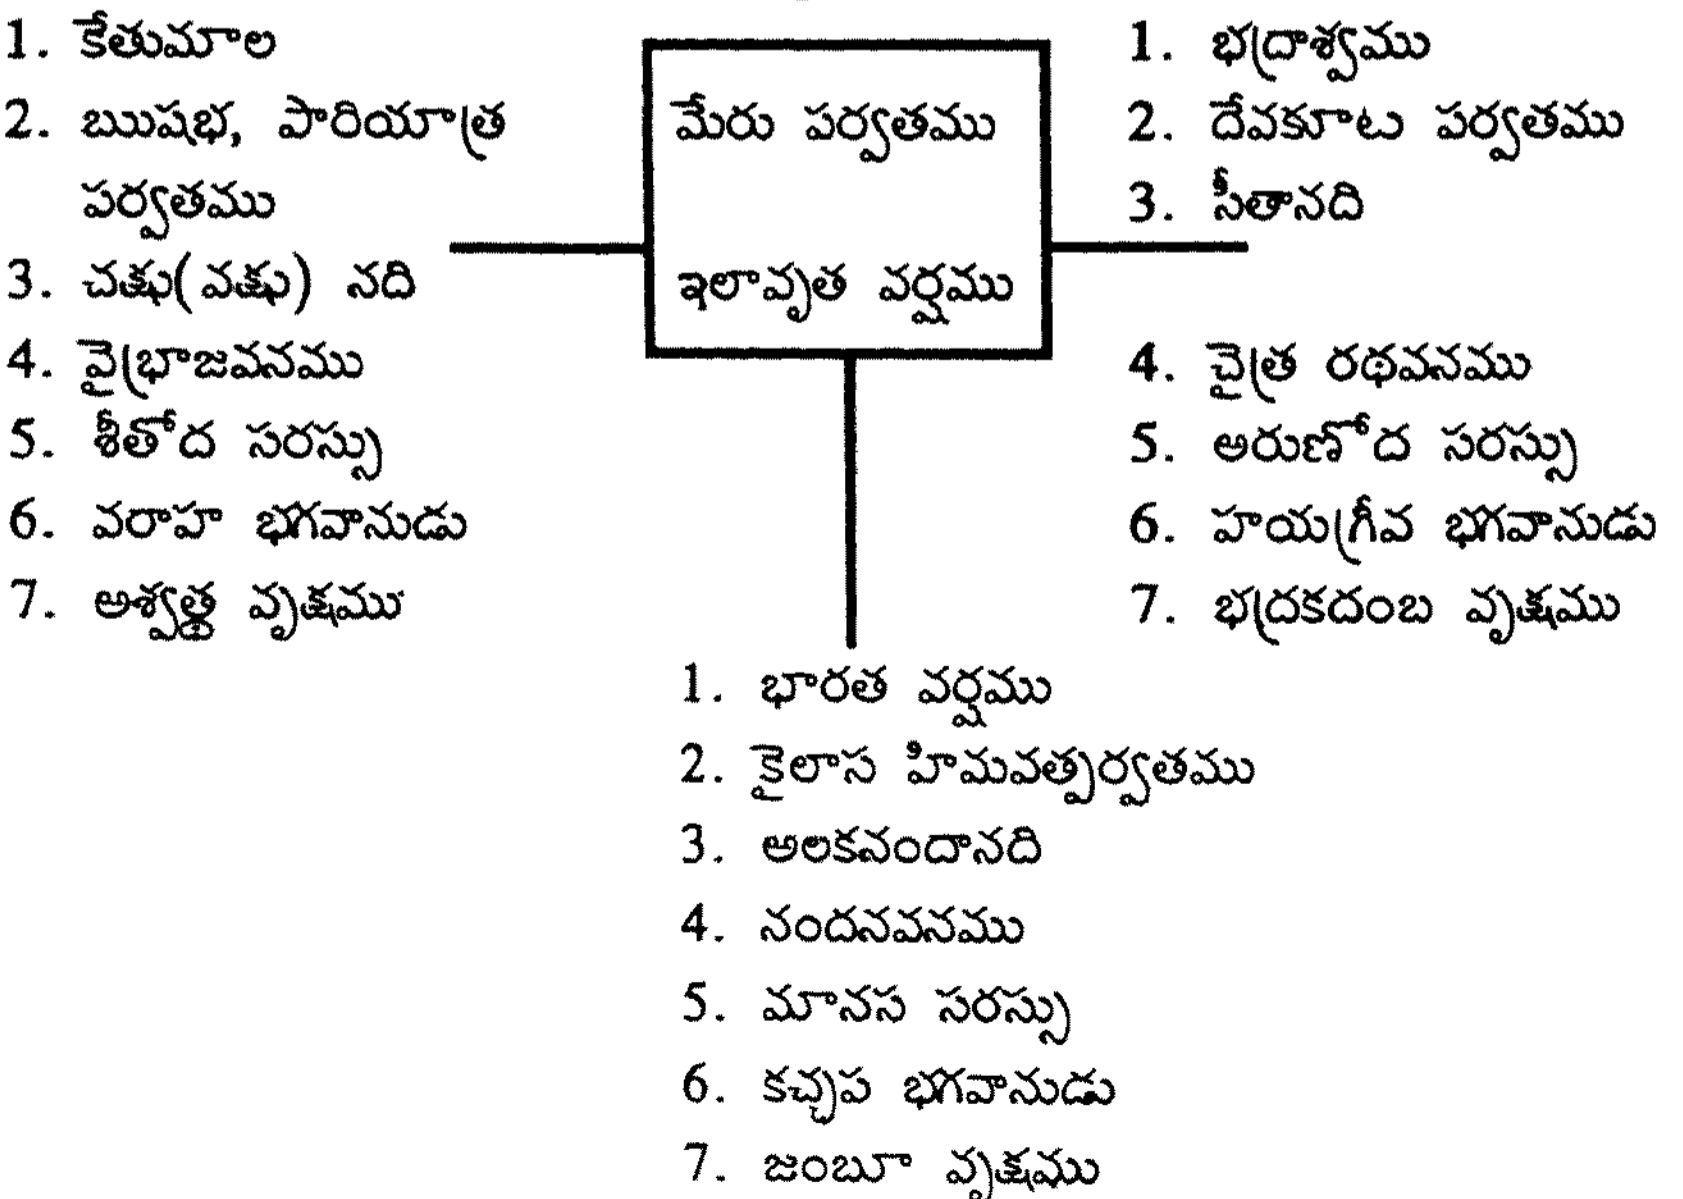 1. కేతుమాల
2. ఋషభ, పారియాత్ర
పర్వతము
3. చక్షు(వక్షు) నది
4. వైభ్రాజవనము
5. శీతోద సరస్సు
6. వరాహ భగవానుడు
7. అశ్వత్థ వృక్షము
మేరు పర్వతము
ఇలావృత వర్షము
1. భద్రాశ్వము
2. దేవకూట పర్వతము
3. సీతానది
4. చైత్ర రథవనము
5. అరుణోద సరస్సు
6. హయగ్రీవ భగవానుడు
7. భద్రకదంబ వృక్షము
1. భారత వర్షము
2. కైలాస హిమవత్పర్వతము
3. అలకనందానది
4. నందనవనము
5. మానస సరస్సు
6. కచ్ఛప భగవానుడు
7. జంబూ వృక్షము